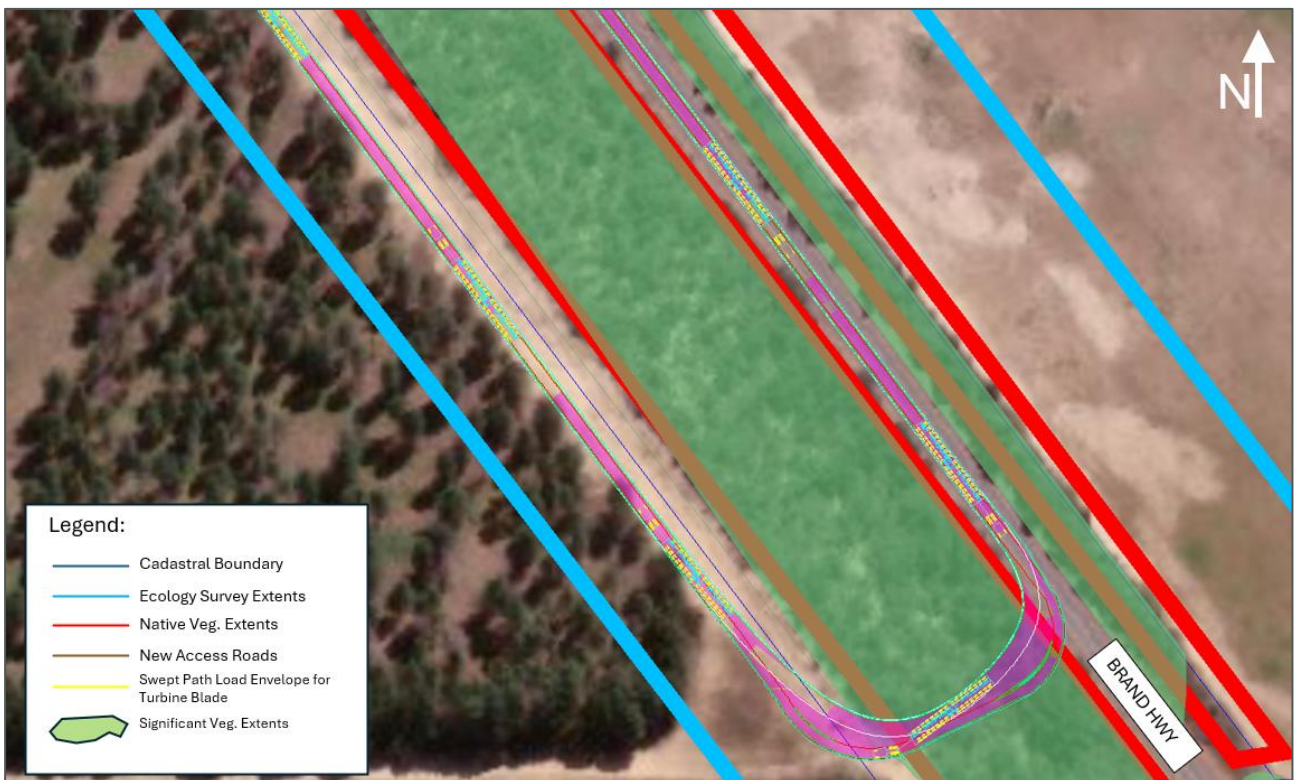 N
BRAND HWY
Legend:
Cadastral Boundary
Ecology Survey Extents
Native Veg. Extents
New Access Roads
Swept Path Load Envelope for
Turbine Blade
Significant Veg. Extents